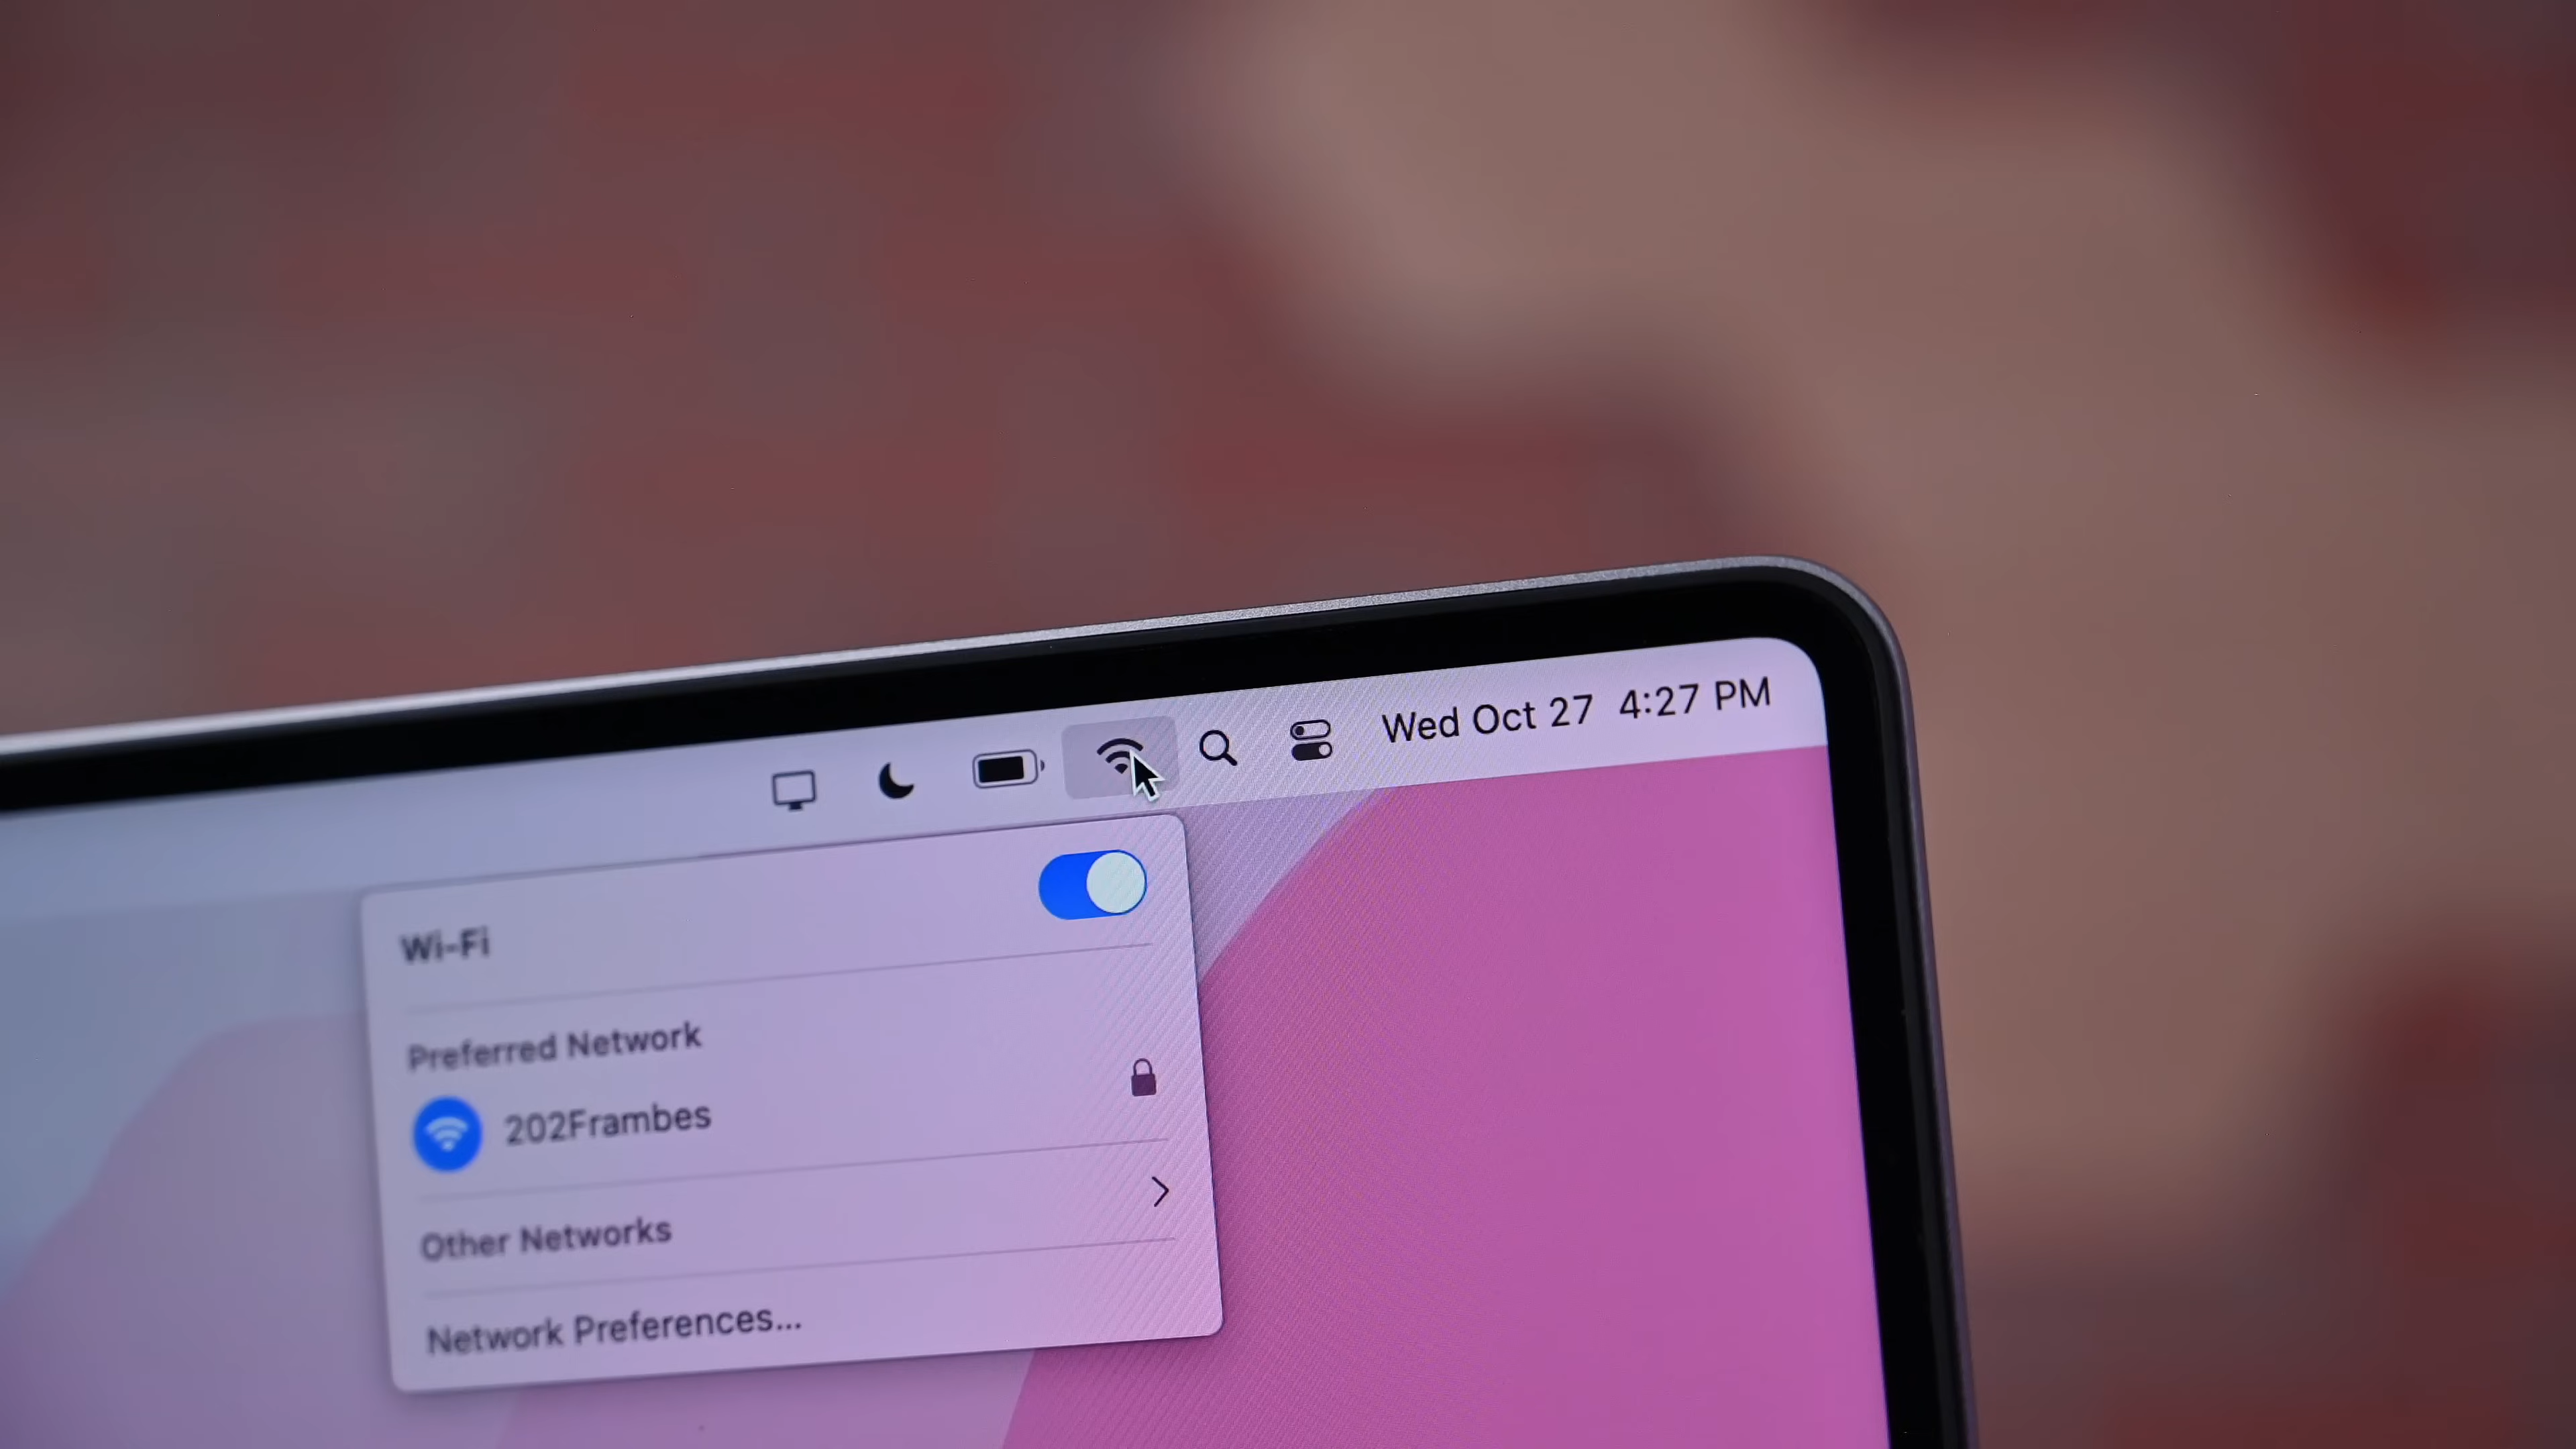 Wed Oct 27 4:27 PM
Wi-Fi
Preferred Network
202Frambes
Other Networks
Network Preferences...